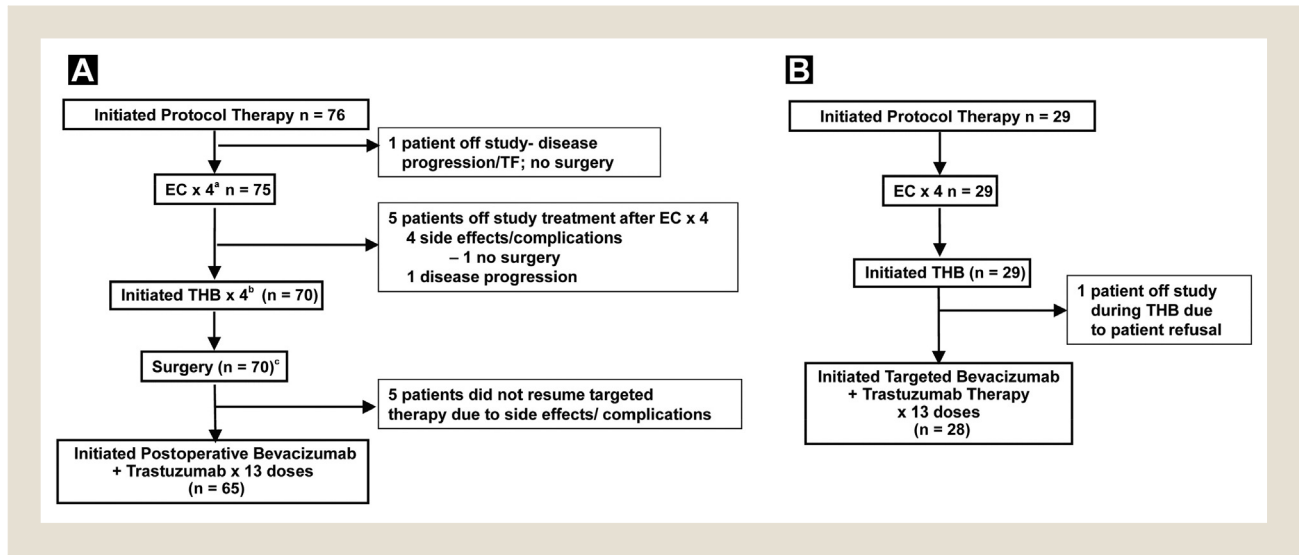 A
Initiated Protocol Therapy n = 76
1 patient off study- disease
progression/TF; no surgery
EC x 4ᵃ n = 75
5 patients off study treatment after EC x 4
4 side effects/complications
– 1 no surgery
1 disease progression
Initiated THB x 4ᵇ (n = 70)
Surgery (n = 70)ᶜ
5 patients did not resume targeted
therapy due to side effects/ complications
Initiated Postoperative Bevacizumab
+ Trastuzumab x 13 doses
(n = 65)
B
Initiated Protocol Therapy n = 29
EC x 4 n = 29
Initiated THB (n = 29)
1 patient off study
during THB due
to patient refusal
Initiated Targeted Bevacizumab
+ Trastuzumab Therapy
x 13 doses
(n = 28)